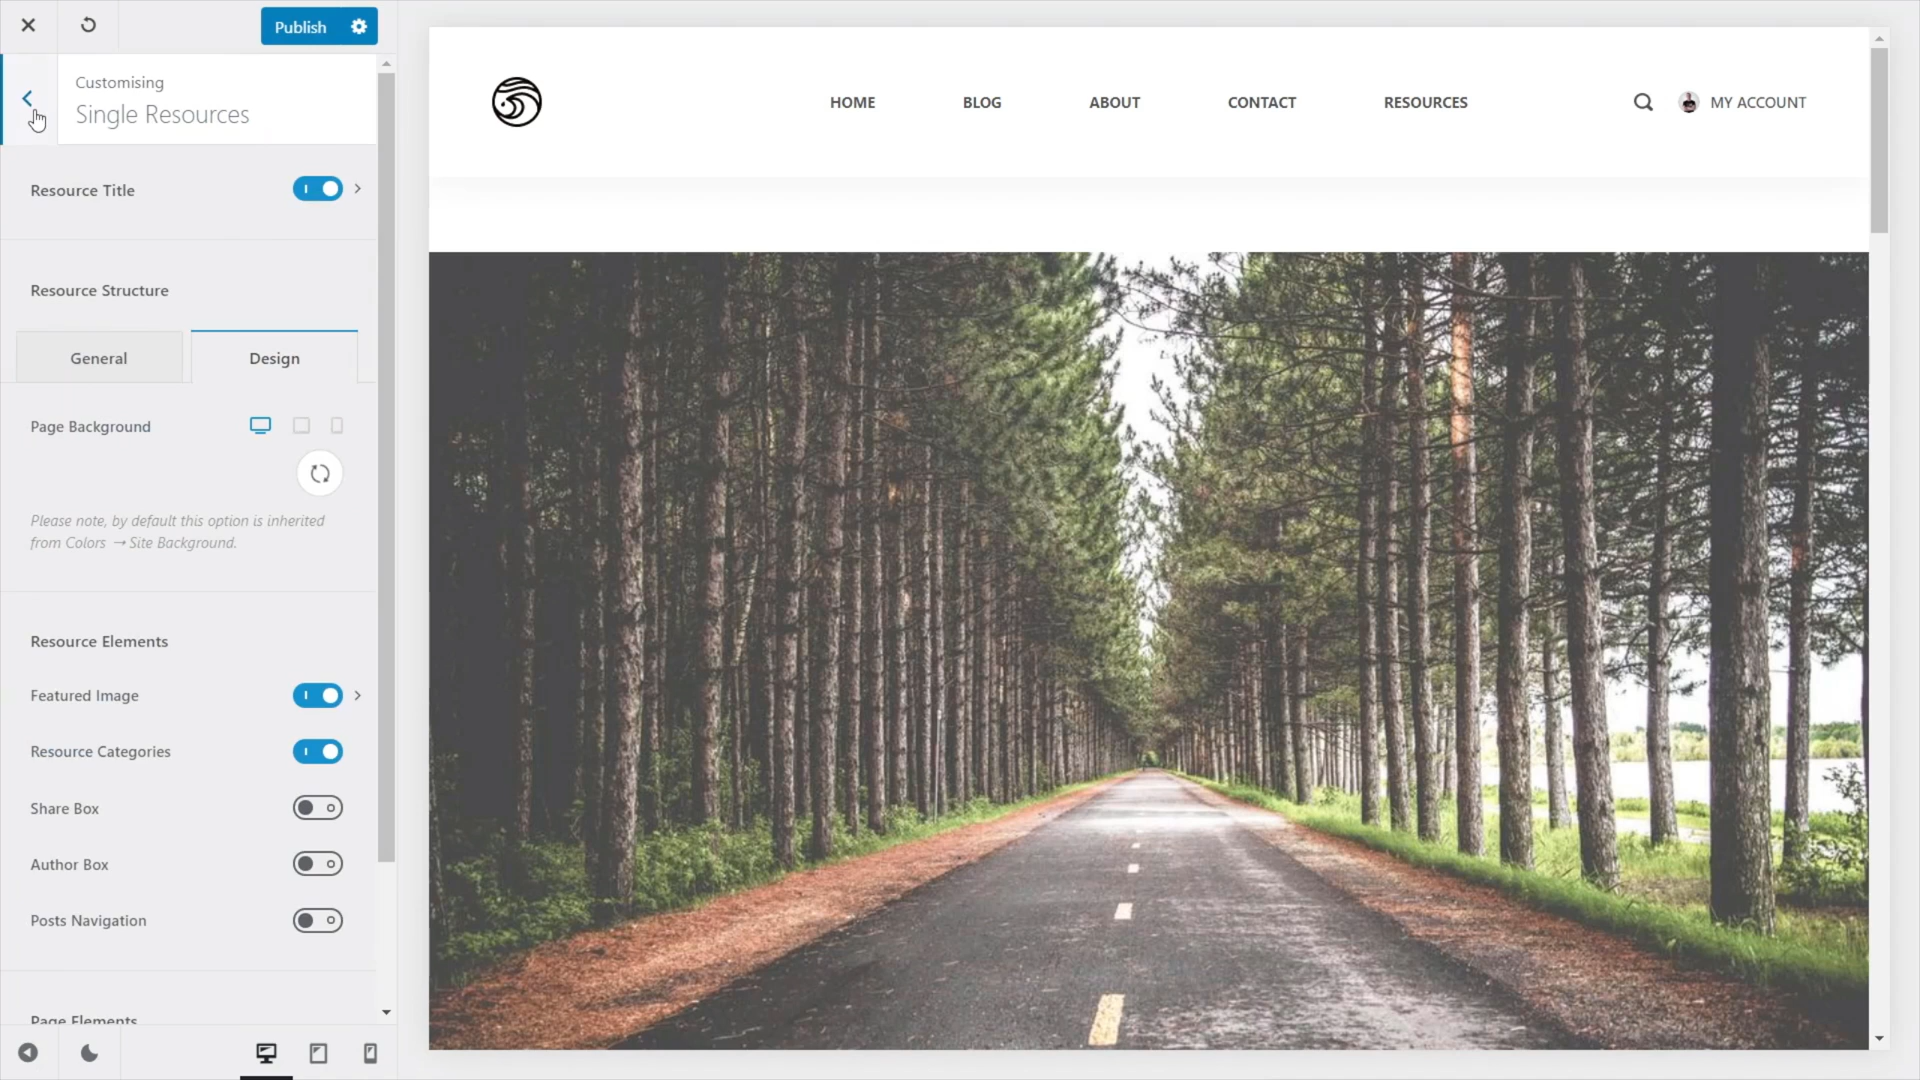 Publish
Customising
Single Resources
Resource Title
Resource Structure
General
Design
Page Background
Please note, by default this option is inherited
from Colors → Site Background.
Resource Elements
Featured Image
Resource Categories
Share Box
Author Box
Posts Navigation
Page Elements
HOME
BLOG
ABOUT
CONTACT
RESOURCES
MY ACCOUNT